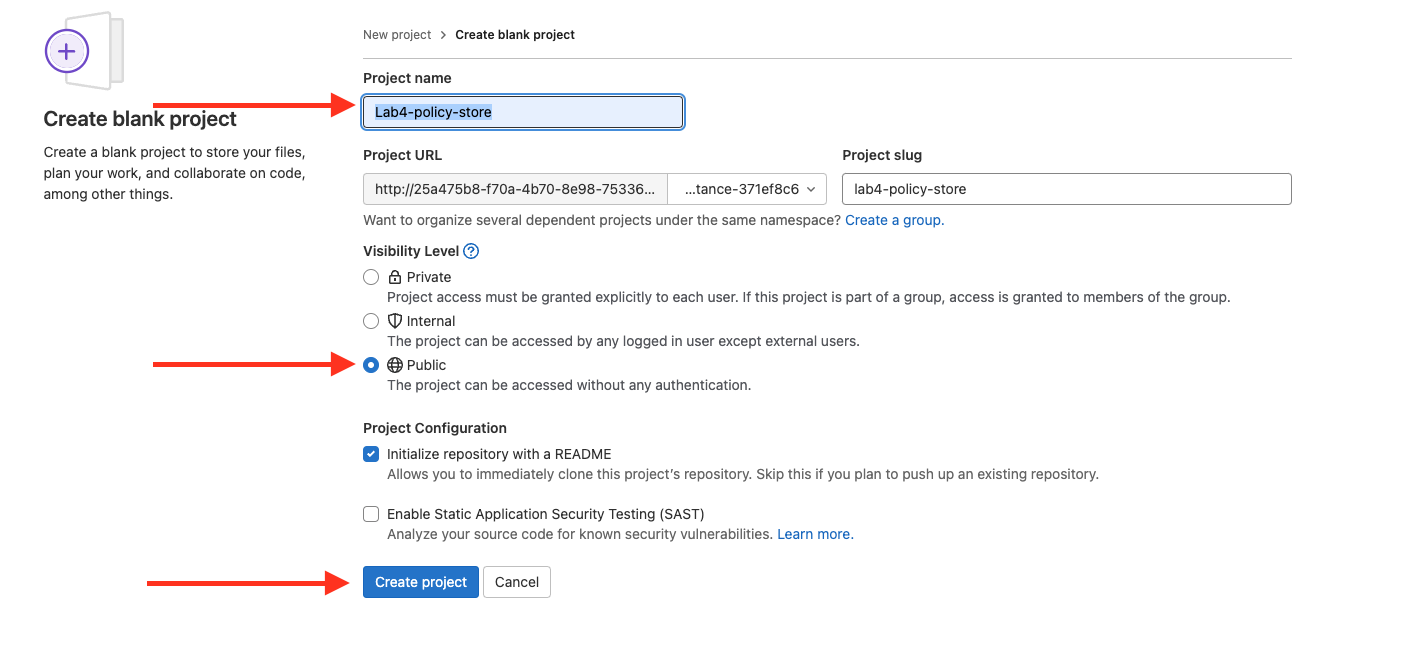 New project > Create blank project
Create blank project
Create a blank project to store your files,
plan your work, and collaborate on code,
among other things.
Project name
Lab4-policy-store
Project URL
Project slug
http://25a475b8-f70a-4b70-8e98-75336...
...tance-371ef8c6
lab4-policy-store
Want to organize several dependent projects under the same namespace? Create a group.
Visibility Level
Private
Project access must be granted explicitly to each user. If this project is part of a group, access is granted to members of the group.
Internal
The project can be accessed by any logged in user except external users.
Public
The project can be accessed without any authentication.
Project Configuration
Initialize repository with a README
Allows you to immediately clone this project’s repository. Skip this if you plan to push up an existing repository.
Enable Static Application Security Testing (SAST)
Analyze your source code for known security vulnerabilities. Learn more.
Create project
Cancel